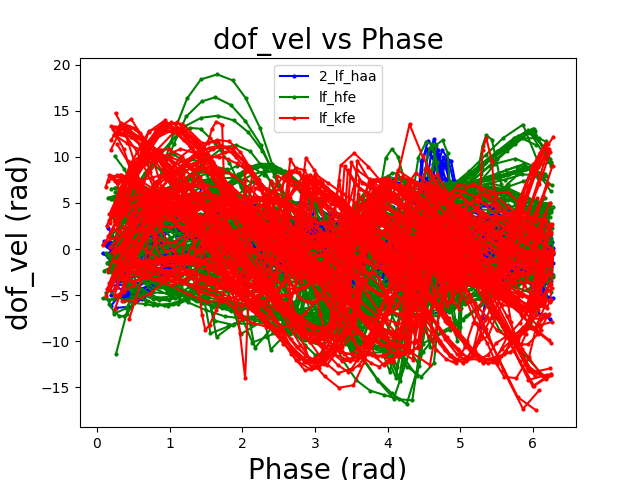 dof_vel vs Phase
2_lf_haa
lf_hfe
lf_kfe
dof_vel (rad)
20
15
10
5
0
−5
−10
−15
0 1 2 3 4 5 6
Phase (rad)